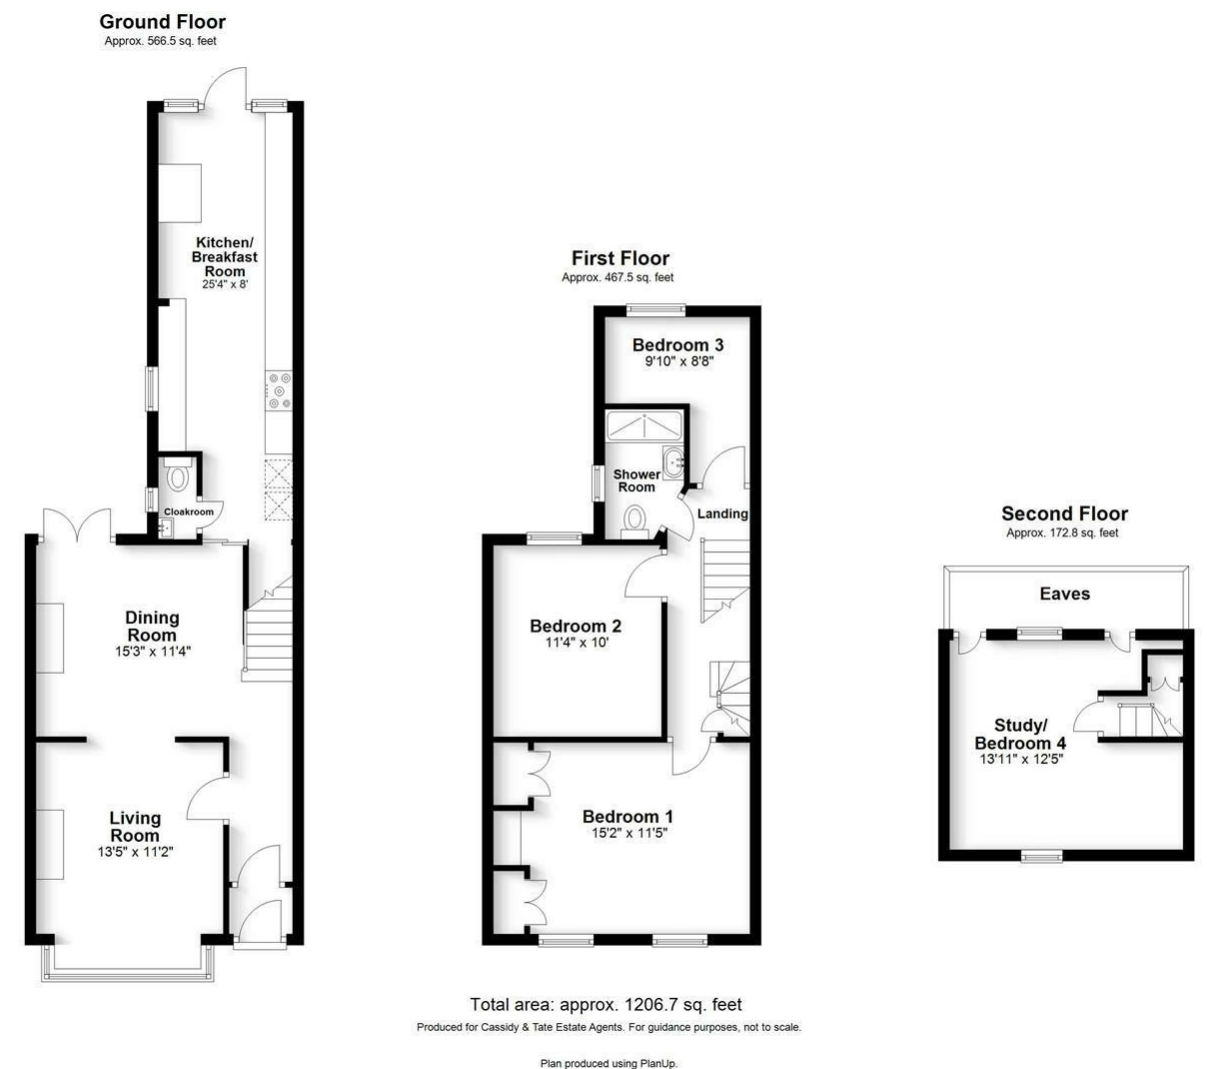 Ground Floor
Approx. 566.5 sq. feet
Kitchen/
Breakfast
Room
25'4" x 8'
Cloakroom
Dining
Room
15'3" x 11'4"
Living
Room
13'5" x 11'2"
First Floor
Approx. 467.5 sq. feet
Bedroom 3
9'10" x 8'8"
Shower
Room
Landing
Bedroom 2
11'4" x 10'
Bedroom 1
15'2" x 11'5"
Second Floor
Approx. 172.8 sq. feet
Eaves
Study/
Bedroom 4
13'11" x 12'5"
Total area: approx. 1206.7 sq. feet
Produced for Cassidy & Tate Estate Agents. For guidance purposes, not to scale.
Plan produced using PlanUp.